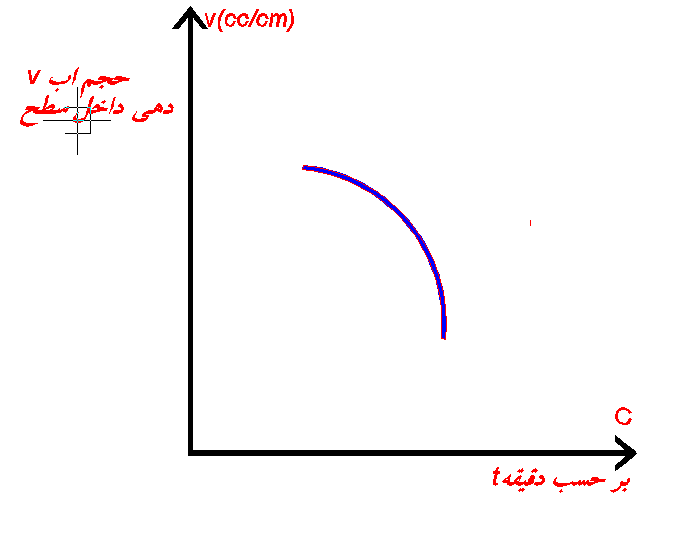 v(cc/cm)
حجم اب v
دهی داخل سطح
C
t بر حسب دقیقه